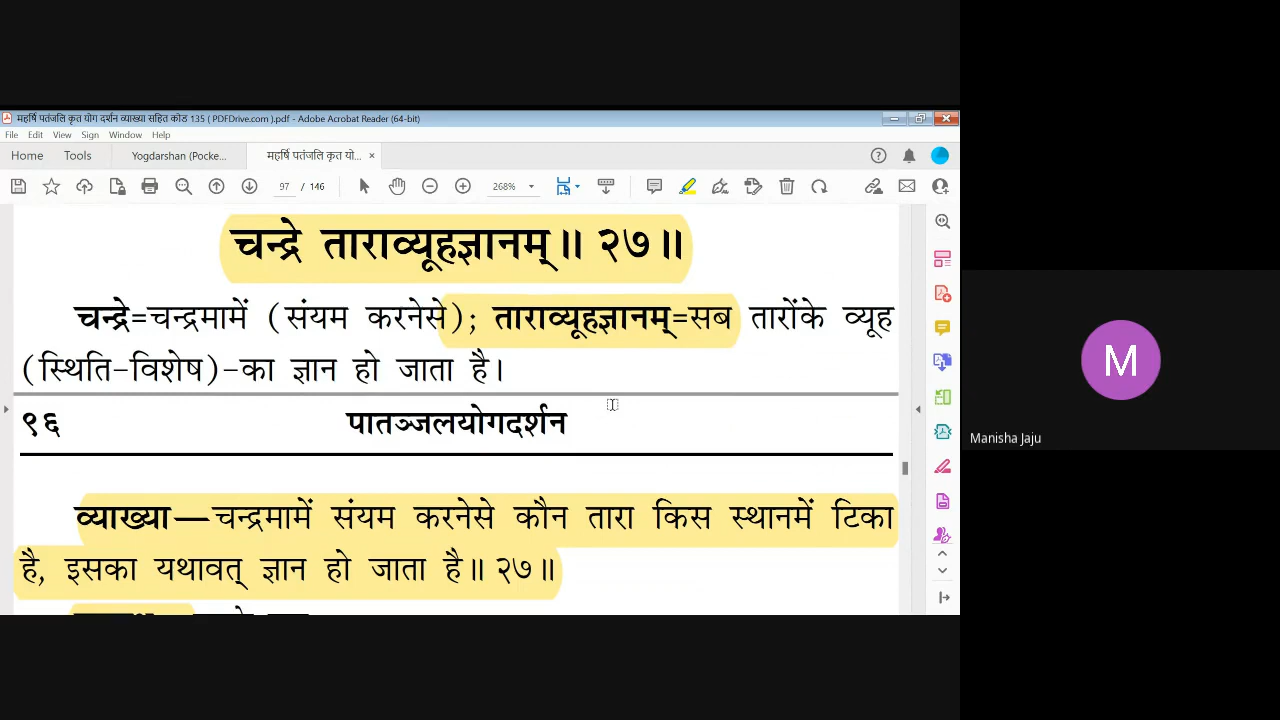 महर्षि पतंजलि कृत योग दर्शन व्याख्या सहित कोड 135 ( PDFDrive.com ).pdf - Adobe Acrobat Reader (64-bit)
File Edit View Sign Window Help
Home Tools Yogdarshan (Pocke... महर्षि पतंजलि कृत यो... ×
97 / 146 268%
चन्द्रे ताराव्यूहज्ञानम्॥ २७॥
चन्द्रे=चन्द्रमामें (संयम करनेसे); ताराव्यूहज्ञानम्=सब तारोंके व्यूह
(स्थिति-विशेष)-का ज्ञान हो जाता है।
९६ पातञ्जलयोगदर्शन
व्याख्या—चन्द्रमामें संयम करनेसे कौन तारा किस स्थानमें टिका
है, इसका यथावत् ज्ञान हो जाता है॥ २७॥
M
Manisha Jaju